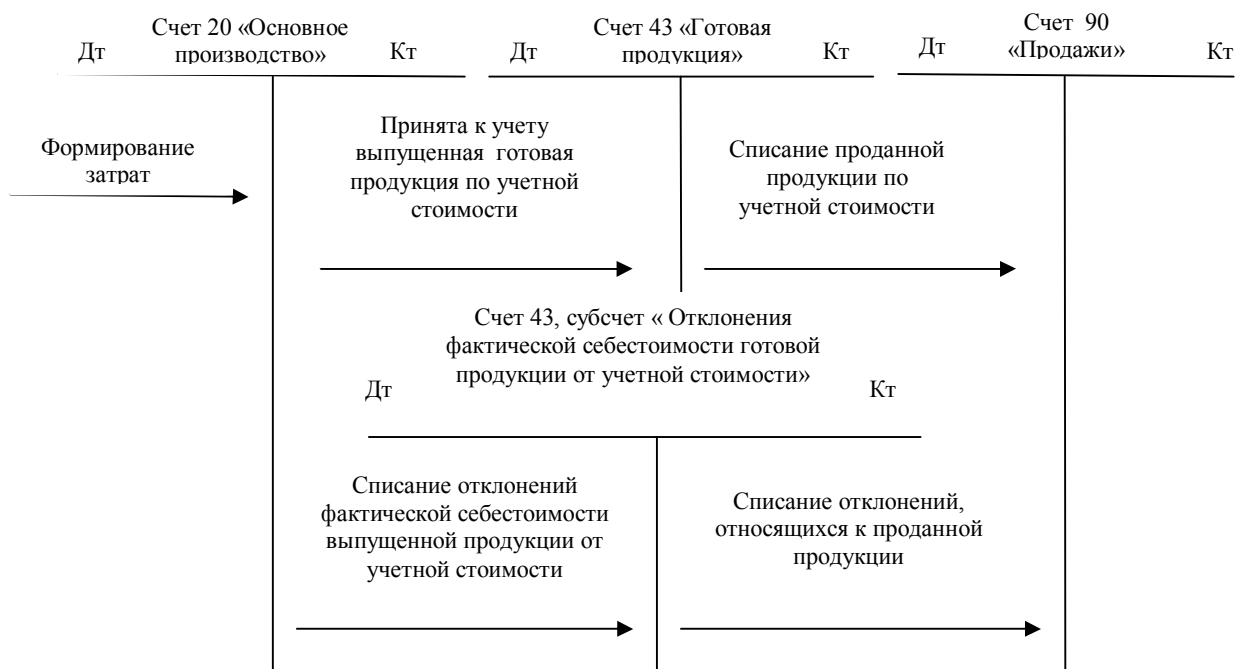 Счет 20 «Основное
производство»
Дт
Кт
Счет 43 «Готовая
продукция»
Дт
Кт
Счет 90
«Продажи»
Дт
Кт
Формирование
затрат
Принята к учету
выпущенная готовая
продукция по учетной
стоимости
Списание проданной
продукции по
учетной стоимости
Счет 43, субсчет « Отклонения
фактической себестоимости готовой
продукции от учетной стоимости»
Дт
Кт
Списание отклонений
фактической себестоимости
выпущенной продукции от
учетной стоимости
Списание отклонений,
относящихся к проданной
продукции